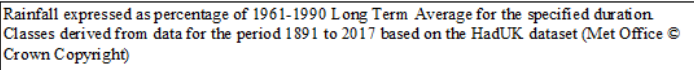 Rainfall expressed as percentage of 1961-1990 Long Term Average for the specified duration.
Classes derived from data for the period 1891 to 2017 based on the HadUK dataset (Met Office ©
Crown Copyright)